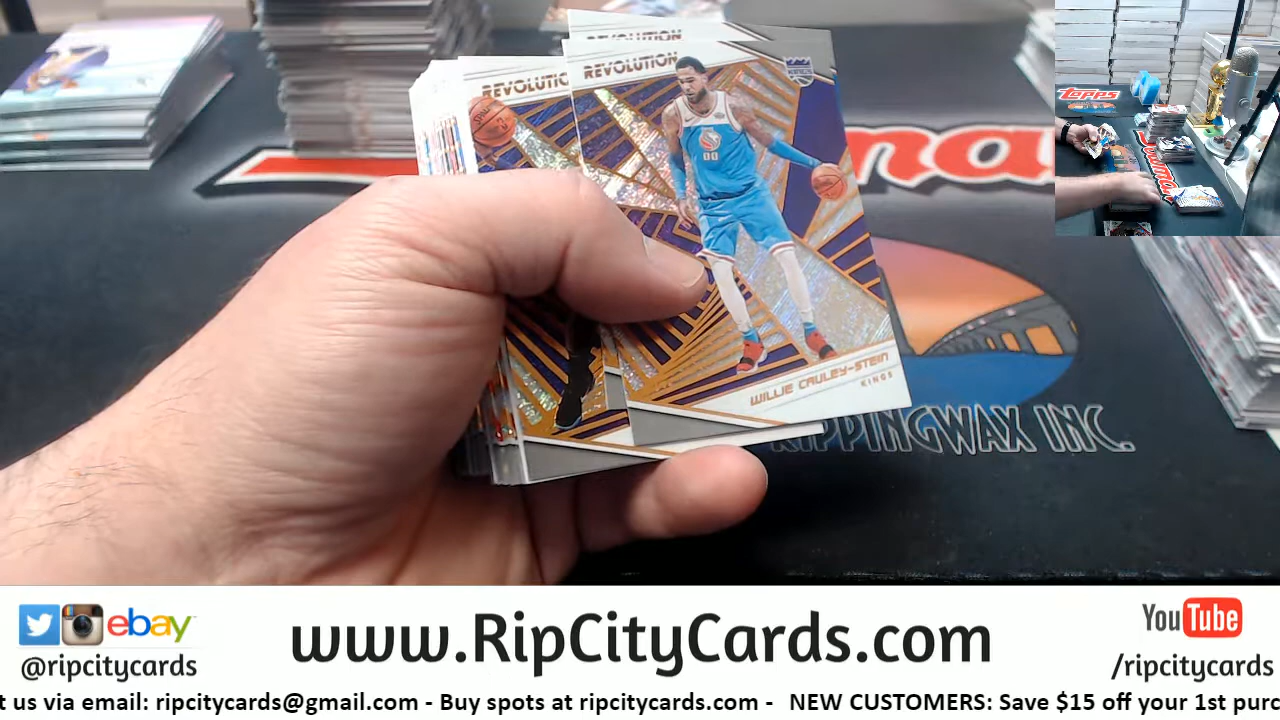 REVOLUTION
REVOLUTION
REVOLUTION
00
WILLIE CAULEY-STEIN
KINGS
topps
RIPPINGWAX INC.
ebay
@ripcitycards
www.RipCityCards.com
YouTube
/ripcitycards
t us via email: ripcitycards@gmail.com - Buy spots at ripcitycards.com - NEW CUSTOMERS: Save $15 off your 1st purc